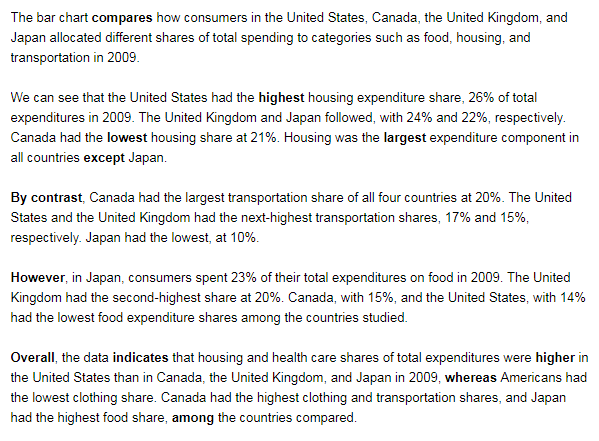 The bar chart compares how consumers in the United States, Canada, the United Kingdom, and
Japan allocated different shares of total spending to categories such as food, housing, and
transportation in 2009.
We can see that the United States had the highest housing expenditure share, 26% of total
expenditures in 2009. The United Kingdom and Japan followed, with 24% and 22%, respectively.
Canada had the lowest housing share at 21%. Housing was the largest expenditure component in
all countries except Japan.
By contrast, Canada had the largest transportation share of all four countries at 20%. The United
States and the United Kingdom had the next-highest transportation shares, 17% and 15%,
respectively. Japan had the lowest, at 10%.
However, in Japan, consumers spent 23% of their total expenditures on food in 2009. The United
Kingdom had the second-highest share at 20%. Canada, with 15%, and the United States, with 14%
had the lowest food expenditure shares among the countries studied.
Overall, the data indicates that housing and health care shares of total expenditures were higher in
the United States than in Canada, the United Kingdom, and Japan in 2009, whereas Americans had
the lowest clothing share. Canada had the highest clothing and transportation shares, and Japan
had the highest food share, among the countries compared.